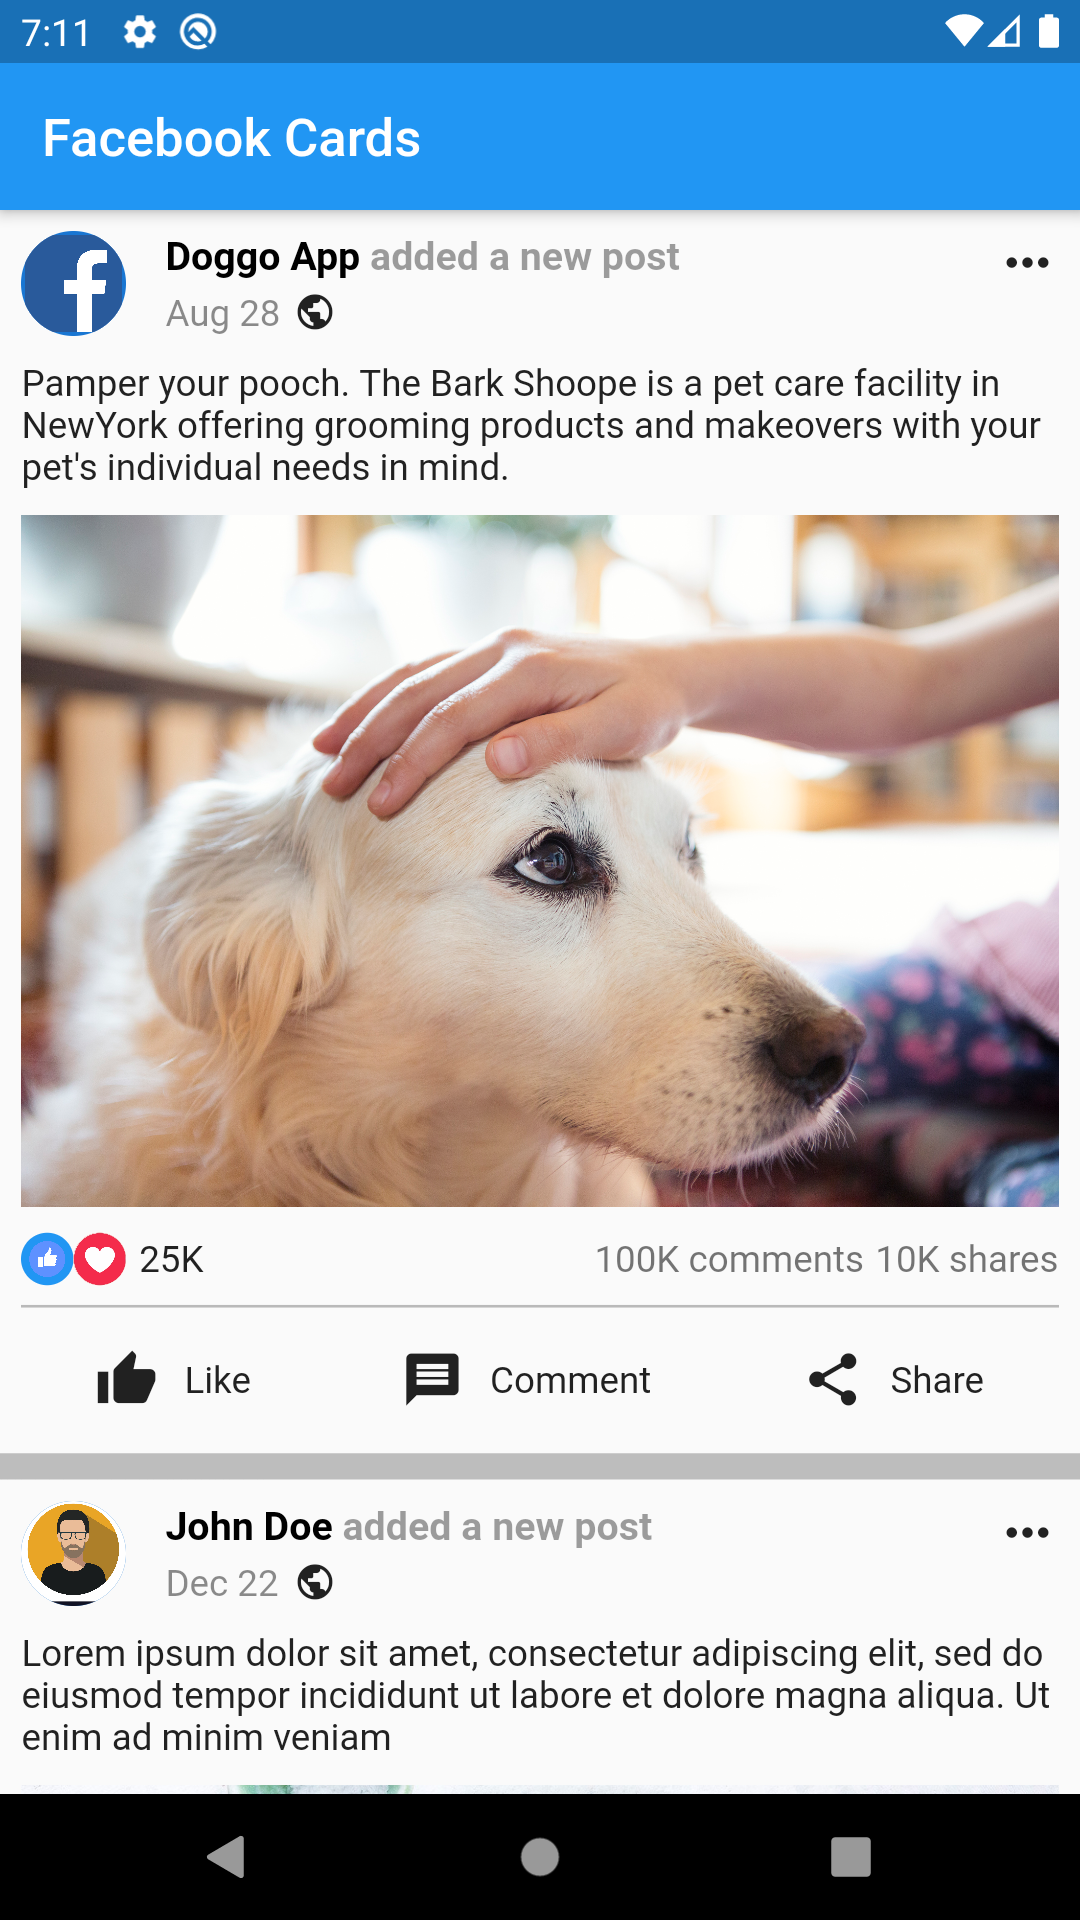 7:11
Facebook Cards
Doggo App added a new post
Aug 28
Pamper your pooch. The Bark Shoope is a pet care facility in
NewYork offering grooming products and makeovers with your
pet's individual needs in mind.
25K 100K comments 10K shares
Like Comment Share
John Doe added a new post
Dec 22
Lorem ipsum dolor sit amet, consectetur adipiscing elit, sed do
eiusmod tempor incididunt ut labore et dolore magna aliqua. Ut
enim ad minim veniam